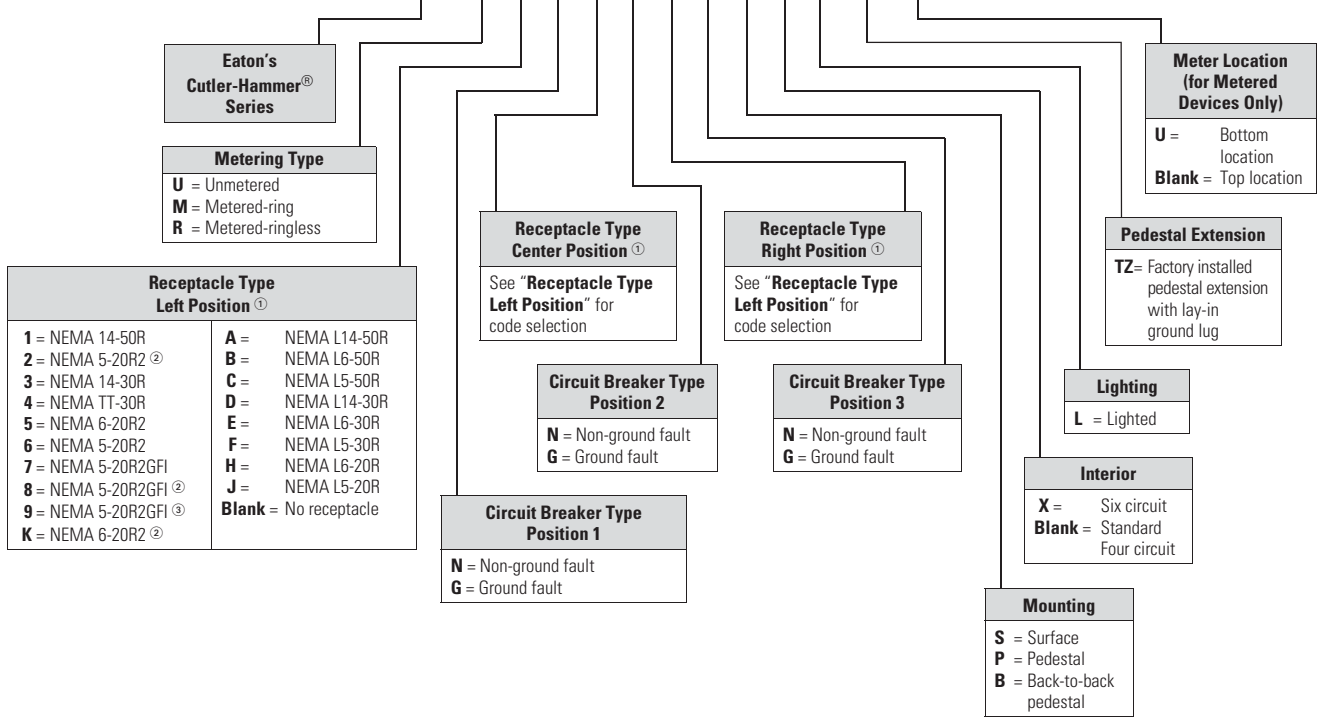 Eaton's
Cutler-Hammer®
Series
Metering Type
U = Unmetered
M = Metered-ring
R = Metered-ringless
Receptacle Type
Left Position ①
1 = NEMA 14-50R
2 = NEMA 5-20R2 ②
3 = NEMA 14-30R
4 = NEMA TT-30R
5 = NEMA 6-20R2
6 = NEMA 5-20R2
7 = NEMA 5-20R2GFI
8 = NEMA 5-20R2GFI ②
9 = NEMA 5-20R2GFI ③
K = NEMA 6-20R2 ②
A = NEMA L14-50R
B = NEMA L6-50R
C = NEMA L5-50R
D = NEMA L14-30R
E = NEMA L6-30R
F = NEMA L5-30R
H = NEMA L6-20R
J = NEMA L5-20R
Blank = No receptacle
Circuit Breaker Type
Position 1
N = Non-ground fault
G = Ground fault
Receptacle Type
Center Position ①
See "Receptacle Type
Left Position" for
code selection
Circuit Breaker Type
Position 2
N = Non-ground fault
G = Ground fault
Receptacle Type
Right Position ①
See "Receptacle Type
Left Position" for
code selection
Circuit Breaker Type
Position 3
N = Non-ground fault
G = Ground fault
Mounting
S = Surface
P = Pedestal
B = Back-to-back
pedestal
Interior
X = Six circuit
Blank = Standard
Four circuit
Lighting
L = Lighted
Pedestal Extension
TZ= Factory installed
pedestal extension
with lay-in
ground lug
Meter Location
(for Metered
Devices Only)
U = Bottom
location
Blank = Top location